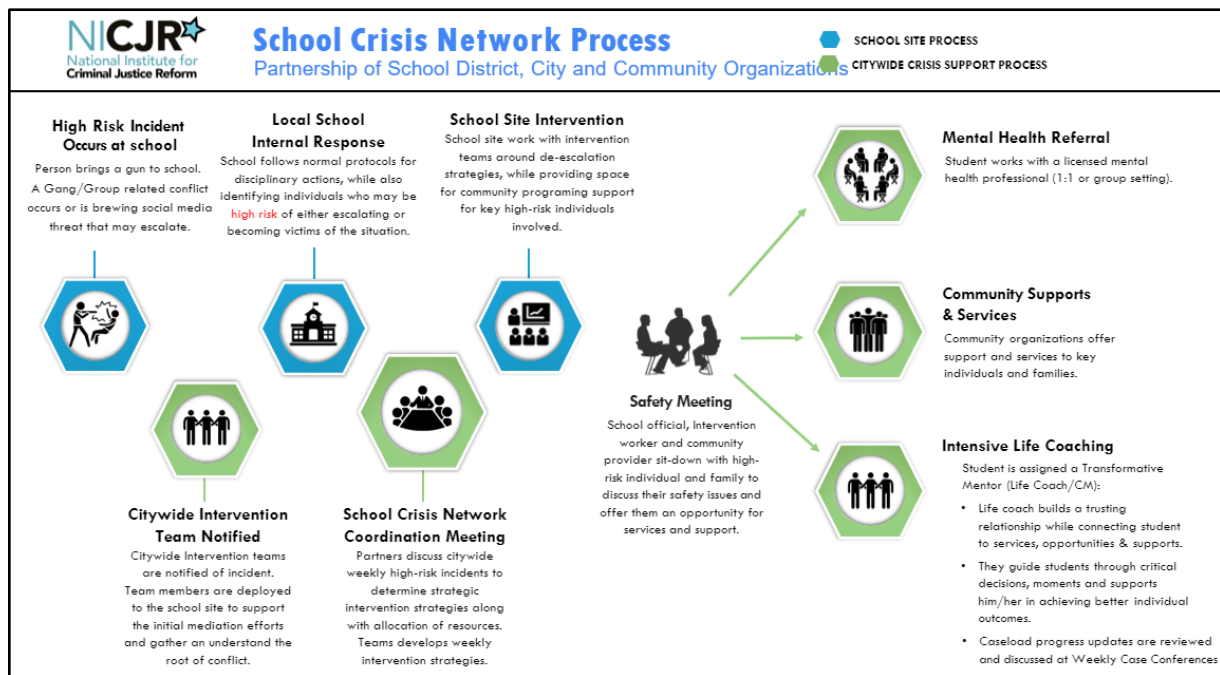 NICJR
National Institute for
Criminal Justice Reform
School Crisis Network Process
Partnership of School District, City and Community Organizations
SCHOOL SITE PROCESS
CITYWIDE CRISIS SUPPORT PROCESS
High Risk Incident
Occurs at school
Person brings a gun to school.
A Gang/Group related conflict
occurs or is brewing social media
threat that may escalate.
Local School
Internal Response
School follows normal protocols for
disciplinary actions, while also
identifying individuals who may be
high risk of either escalating or
becoming victims of the situation.
School Site Intervention
School site work with intervention
teams around de-escalation
strategies, while providing space
for community programing support
for key high-risk individuals
involved.
Citywide Intervention
Team Notified
Citywide Intervention teams
are notified of incident.
Team members are deployed
to the school site to support
the initial mediation efforts
and gather an understand the
root of conflict.
School Crisis Network
Coordination Meeting
Partners discuss citywide
weekly high-risk incidents to
determine strategic
intervention strategies along
with allocation of resources.
Teams develops weekly
intervention strategies.
Safety Meeting
School official, Intervention
worker and community
provider sit-down with high-
risk individual and family to
discuss their safety issues and
offer them an opportunity for
services and support.
Mental Health Referral
Student works with a licensed mental
health professional (1:1 or group setting).
Community Supports
& Services
Community organizations offer
support and services to key
individuals and families.
Intensive Life Coaching
Student is assigned a Transformative
Mentor (Life Coach/CM):
• Life coach builds a trusting
relationship while connecting student
to services, opportunities & supports.
• They guide students through critical
decisions, moments and supports
him/her in achieving better individual
outcomes.
• Caseload progress updates are reviewed
and discussed at Weekly Case Conferences